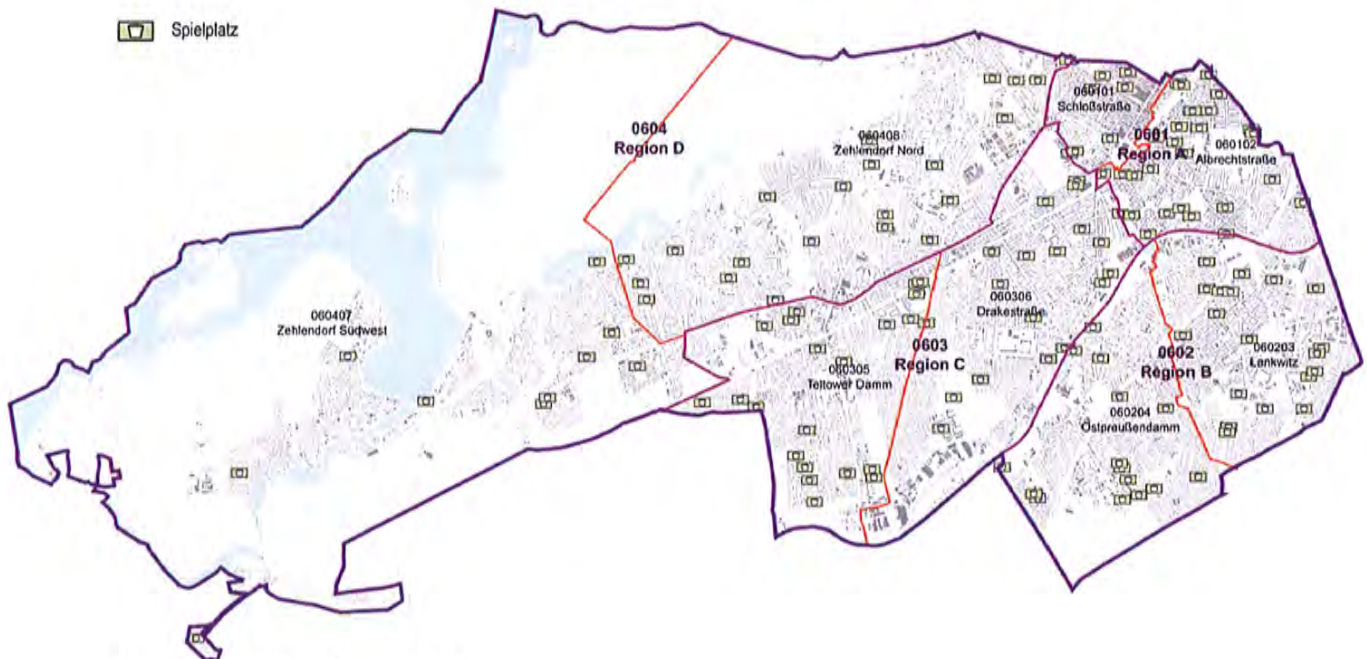 Spielplatz
060101
Schloßstraße
0604
Region D
060408
Zehlendorf Nord
0601
Region A
060102
Albrechtstraße
060407
Zehlendorf Südwest
060306
Drakestraße
0603
Region C
060305
Teltower Damm
0602
Region B
060203
Lankwitz
060204
Ostpreußendamm